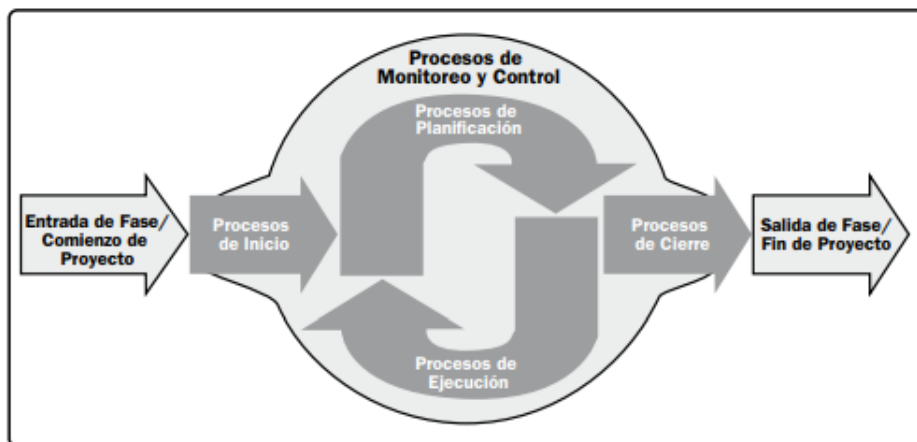 Procesos de
Monitoreo y Control
Procesos de
Planificación
Entrada de Fase/
Comienzo de
Proyecto
Procesos
de Inicio
Procesos
de Cierre
Salida de Fase/
Fin de Proyecto
Procesos de
Ejecución